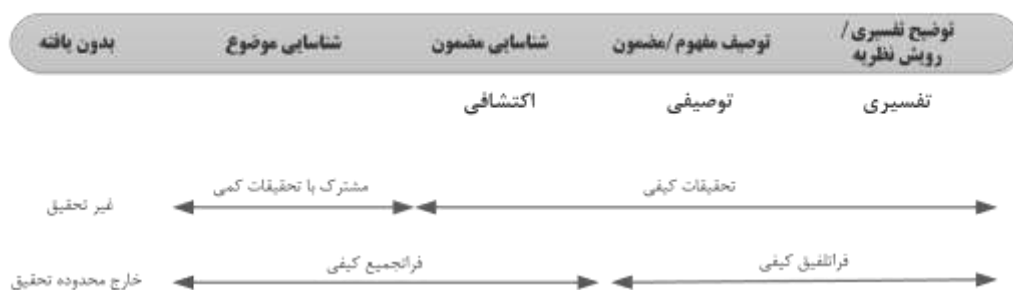 توضیح تفسیری/
رویش نظریه
توصیف مفهوم/مضمون
شناسایی مضمون
شناسایی موضوع
بدون یافته
تفسیری
توصیفی
اکتشافی
تحقیقات کیفی
مشترک با تحقیقات کمی
غیر تحقیق
فراتلفیق کیفی
فراتجمیع کیفی
خارج محدوده تحقیق